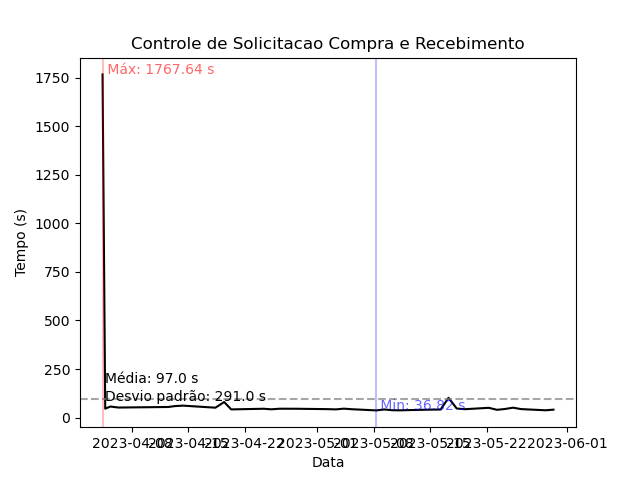 Controle de Solicitacao Compra e Recebimento
Máx: 1767.64 s
1750
1500
1250
1000
750
500
250
0
Tempo (s)
Média: 97.0 s
Desvio padrão: 291.0 s
Min: 36.82 s
2023-04-08 2023-04-15 2023-04-22 2023-05-01 2023-05-08 2023-05-15 2023-05-22 2023-06-01
Data